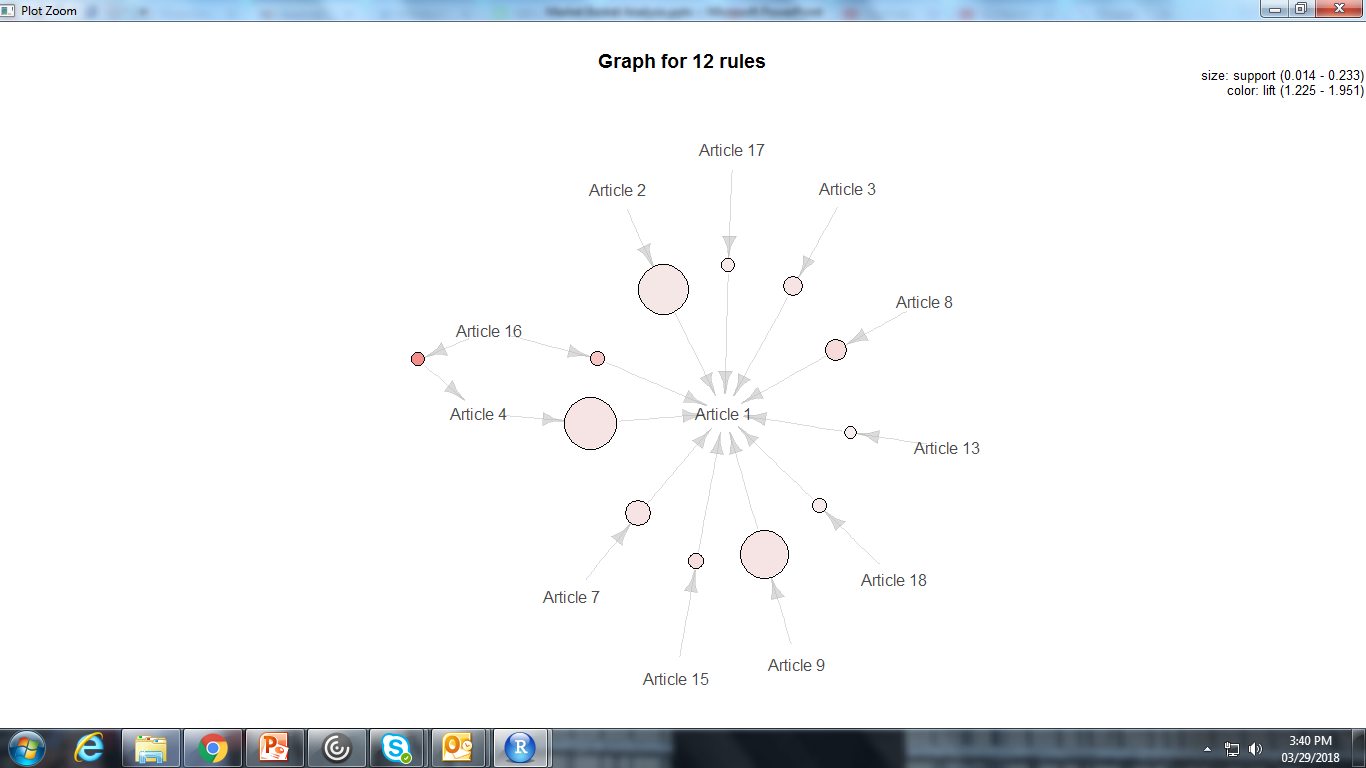 Plot Zoom
Graph for 12 rules
size: support (0.014 - 0.233)
color: lift (1.225 - 1.951)
Article 17
Article 2
Article 3
Article 8
Article 16
Article 4
Article 1
Article 13
Article 18
Article 7
Article 9
Article 15
3:40 PM
03/29/2018